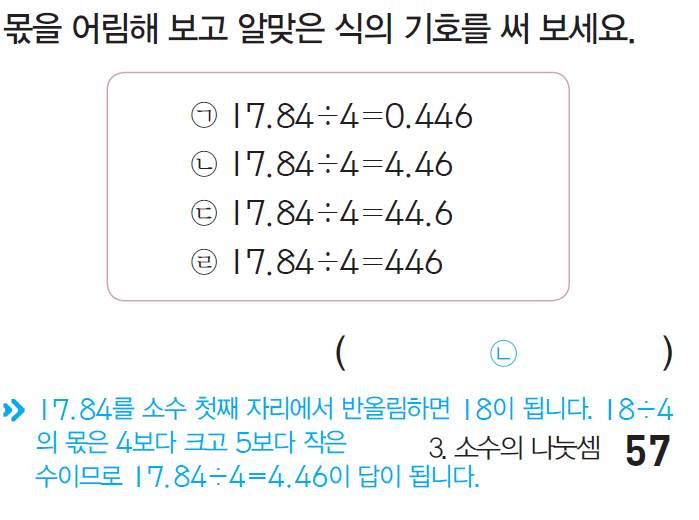 몫을 어림해 보고 알맞은 식의 기호를 써 보세요.
㉠ 17.84÷4=0.446
㉡ 17.84÷4=4.46
㉢ 17.84÷4=44.6
㉣ 17.84÷4=446
( ㉡ )
» 17.84를 소수 첫째 자리에서 반올림하면 18이 됩니다. 18÷4
의 몫은 4보다 크고 5보다 작은
수이므로 17.84÷4=4.46이 답이 됩니다.
3. 소수의 나눗셈 57